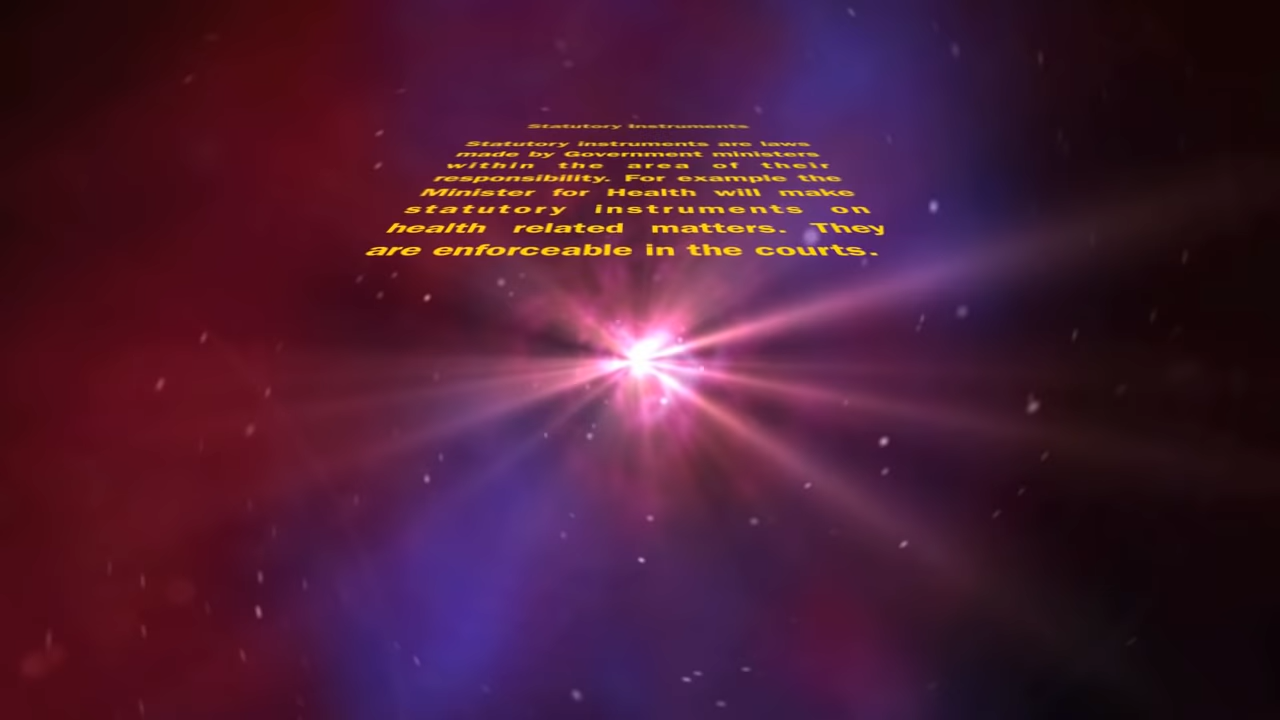 Statutory Instruments
Statutory instruments are laws
made by Government ministers
within the area of their
responsibility. For example the
Minister for Health will make
statutory instruments on
health related matters. They
are enforceable in the courts.